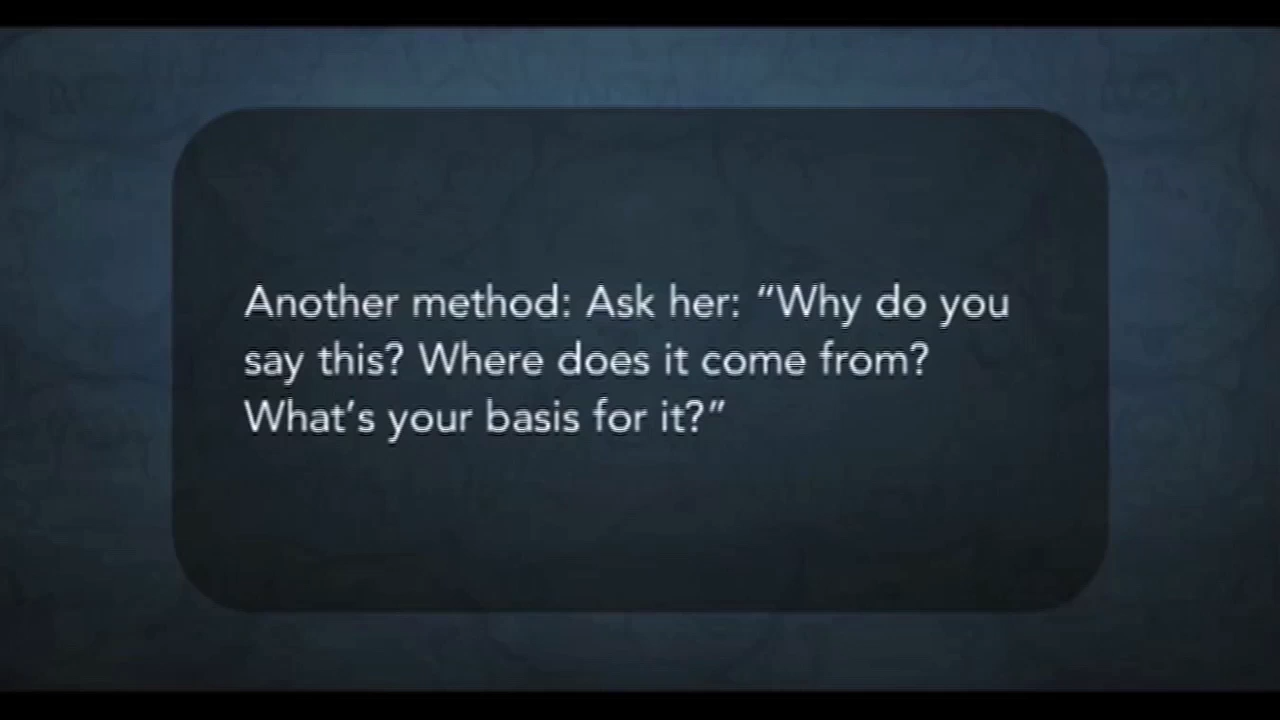 Another method: Ask her: “Why do you
say this? Where does it come from?
What’s your basis for it?”